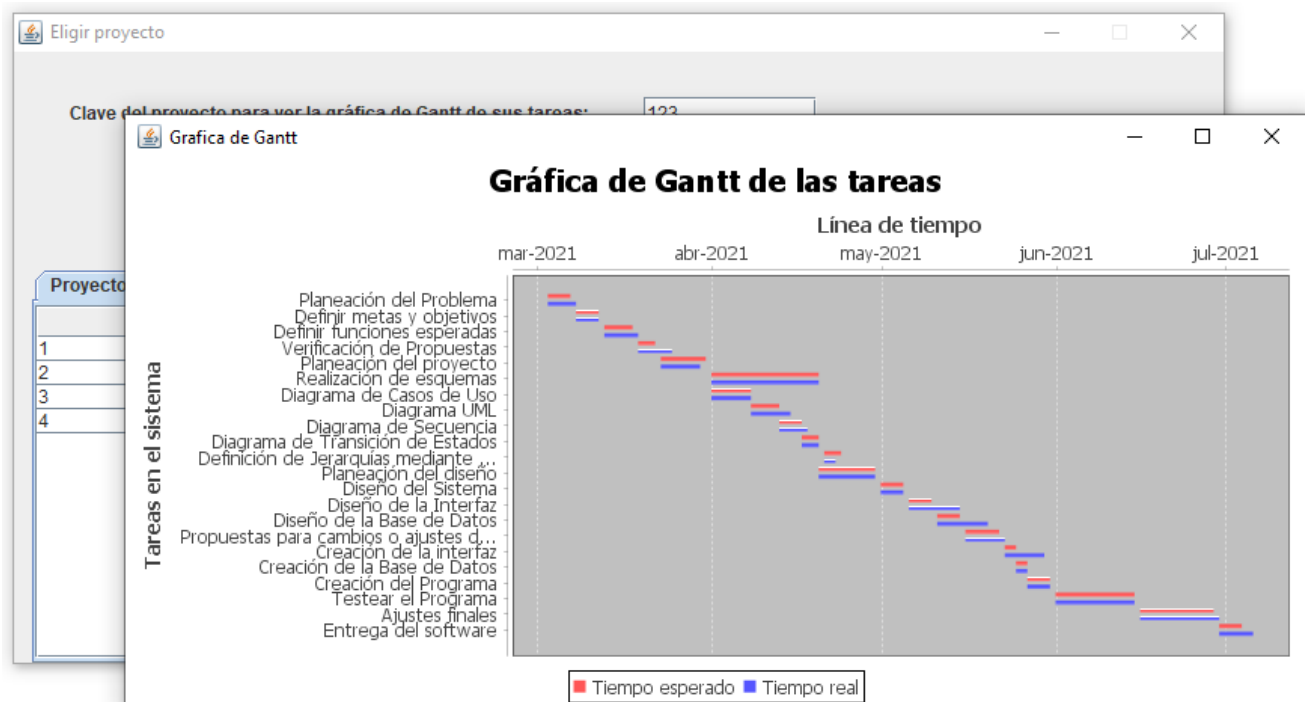 Eligir proyecto
Clave del proyecto para ver la gráfica de Gantt de sus tareas:
123
Grafica de Gantt
Gráfica de Gantt de las tareas
Línea de tiempo
mar-2021 abr-2021 may-2021 jun-2021 jul-2021
Proyecto
1
2
3
4
Tareas en el sistema
Planeación del Problema
Definir metas y objetivos
Definir funciones esperadas
Verificación de Propuestas
Planeación del proyecto
Realización de esquemas
Diagrama de Casos de Uso
Diagrama UML
Diagrama de Secuencia
Diagrama de Transición de Estados
Definición de Jerarquías mediante ...
Planeación del diseño
Diseño del Sistema
Diseño de la Interfaz
Diseño de la Base de Datos
Propuestas para cambios o ajustes d...
Creación de la interfaz
Creación de la Base de Datos
Creación del Programa
Testear el Programa
Ajustes finales
Entrega del software
Tiempo esperado Tiempo real